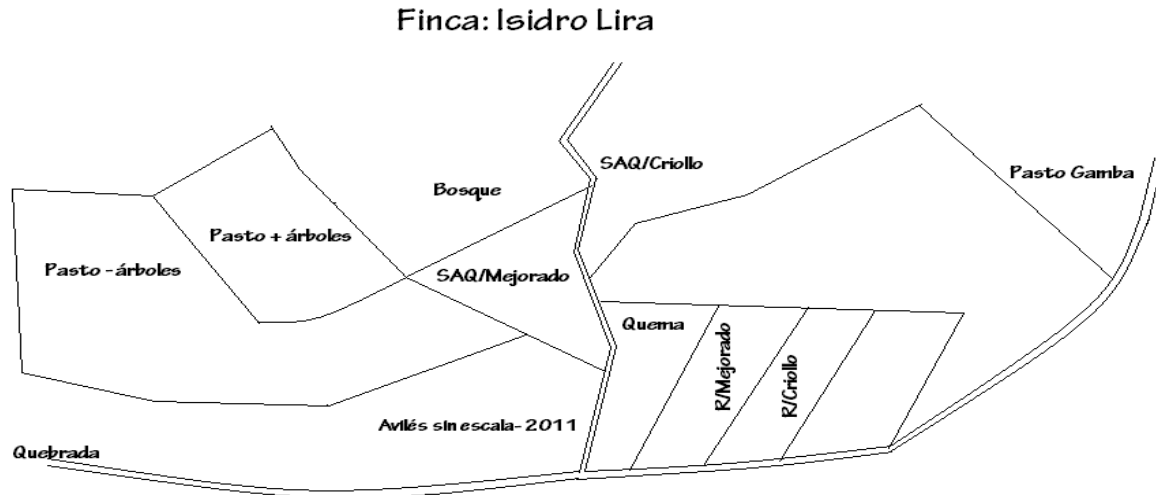 Finca: Isidro Lira
SAQ/Criollo
Pasto Gamba
Bosque
Pasto + árboles
Pasto - árboles
SAQ/Mejorado
Quema
R/Mejorado
R/Criollo
Avilés sin escala- 2011
Quebrada